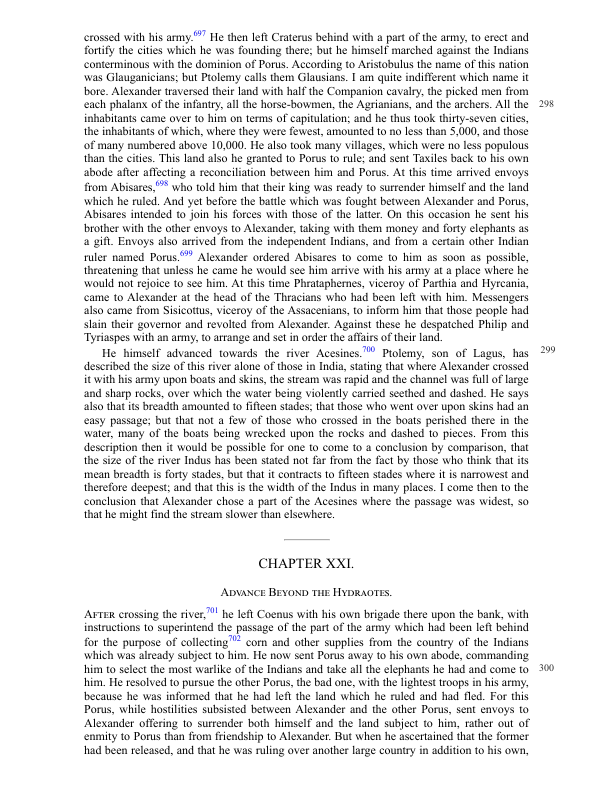 crossed with his army.697 He then left Craterus behind with a part of the army, to erect and
fortify the cities which he was founding there; but he himself marched against the Indians
conterminous with the dominion of Porus. According to Aristobulus the name of this nation
was Glauganicians; but Ptolemy calls them Glausians. I am quite indifferent which name it
bore. Alexander traversed their land with half the Companion cavalry, the picked men from
each phalanx of the infantry, all the horse-bowmen, the Agrianians, and the archers. All the 298
inhabitants came over to him on terms of capitulation; and he thus took thirty-seven cities,
the inhabitants of which, where they were fewest, amounted to no less than 5,000, and those
of many numbered above 10,000. He also took many villages, which were no less populous
than the cities. This land also he granted to Porus to rule; and sent Taxiles back to his own
abode after affecting a reconciliation between him and Porus. At this time arrived envoys
from Abisares,698 who told him that their king was ready to surrender himself and the land
which he ruled. And yet before the battle which was fought between Alexander and Porus,
Abisares intended to join his forces with those of the latter. On this occasion he sent his
brother with the other envoys to Alexander, taking with them money and forty elephants as
a gift. Envoys also arrived from the independent Indians, and from a certain other Indian
ruler named Porus.699 Alexander ordered Abisares to come to him as soon as possible,
threatening that unless he came he would see him arrive with his army at a place where he
would not rejoice to see him. At this time Phrataphernes, viceroy of Parthia and Hyrcania,
came to Alexander at the head of the Thracians who had been left with him. Messengers
also came from Sisicottus, viceroy of the Assacenians, to inform him that those people had
slain their governor and revolted from Alexander. Against these he despatched Philip and
Tyriaspes with an army, to arrange and set in order the affairs of their land.
He himself advanced towards the river Acesines.700 Ptolemy, son of Lagus, has 299
described the size of this river alone of those in India, stating that where Alexander crossed
it with his army upon boats and skins, the stream was rapid and the channel was full of large
and sharp rocks, over which the water being violently carried seethed and dashed. He says
also that its breadth amounted to fifteen stades; that those who went over upon skins had an
easy passage; but that not a few of those who crossed in the boats perished there in the
water, many of the boats being wrecked upon the rocks and dashed to pieces. From this
description then it would be possible for one to come to a conclusion by comparison, that
the size of the river Indus has been stated not far from the fact by those who think that its
mean breadth is forty stades, but that it contracts to fifteen stades where it is narrowest and
therefore deepest; and that this is the width of the Indus in many places. I come then to the
conclusion that Alexander chose a part of the Acesines where the passage was widest, so
that he might find the stream slower than elsewhere.
CHAPTER XXI.
Advance Beyond the Hydraotes.
After crossing the river,701 he left Coenus with his own brigade there upon the bank, with
instructions to superintend the passage of the part of the army which had been left behind
for the purpose of collecting702 corn and other supplies from the country of the Indians
which was already subject to him. He now sent Porus away to his own abode, commanding
him to select the most warlike of the Indians and take all the elephants he had and come to 300
him. He resolved to pursue the other Porus, the bad one, with the lightest troops in his army,
because he was informed that he had left the land which he ruled and had fled. For this
Porus, while hostilities subsisted between Alexander and the other Porus, sent envoys to
Alexander offering to surrender both himself and the land subject to him, rather out of
enmity to Porus than from friendship to Alexander. But when he ascertained that the former
had been released, and that he was ruling over another large country in addition to his own,